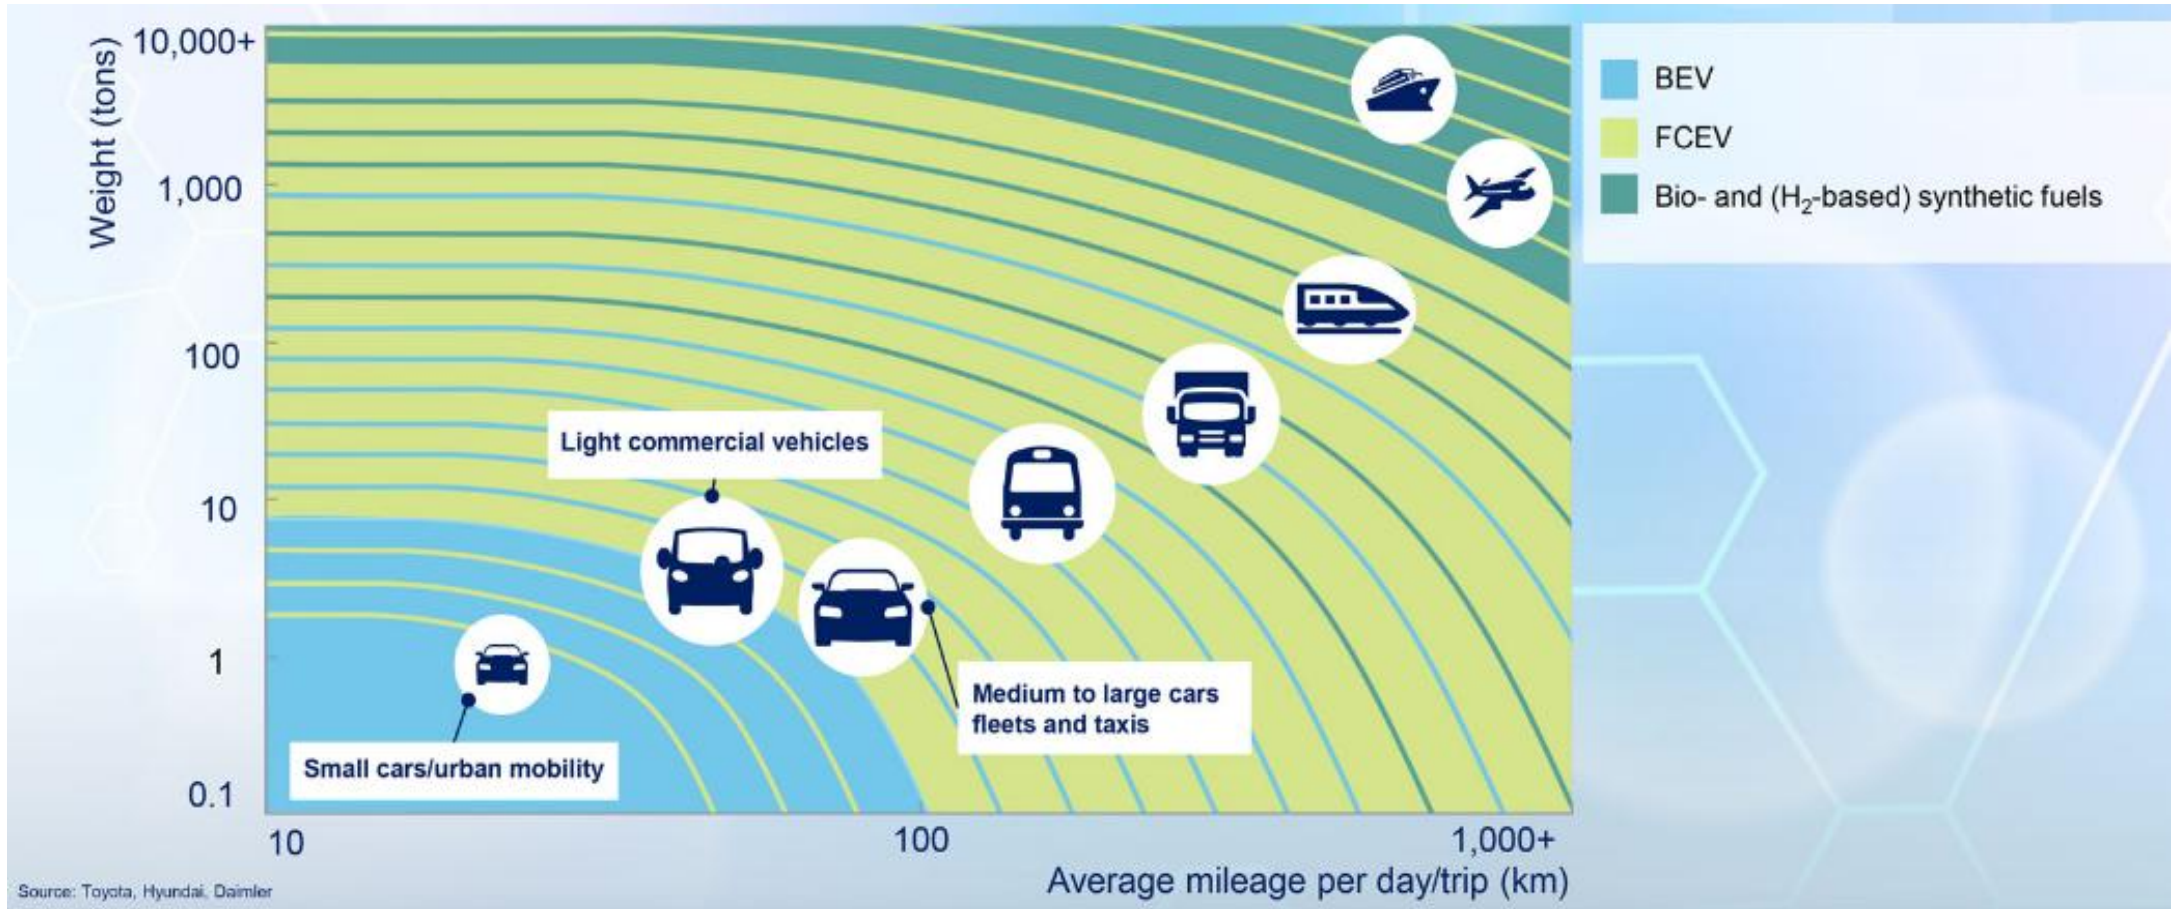 Weight (tons)
10,000+
1,000
100
10
1
0.1
10
100
1,000+
Average mileage per day/trip (km)
Light commercial vehicles
Medium to large cars
fleets and taxis
Small cars/urban mobility
BEV
FCEV
Bio- and (H₂-based) synthetic fuels
Source: Toyota, Hyundai, Daimler